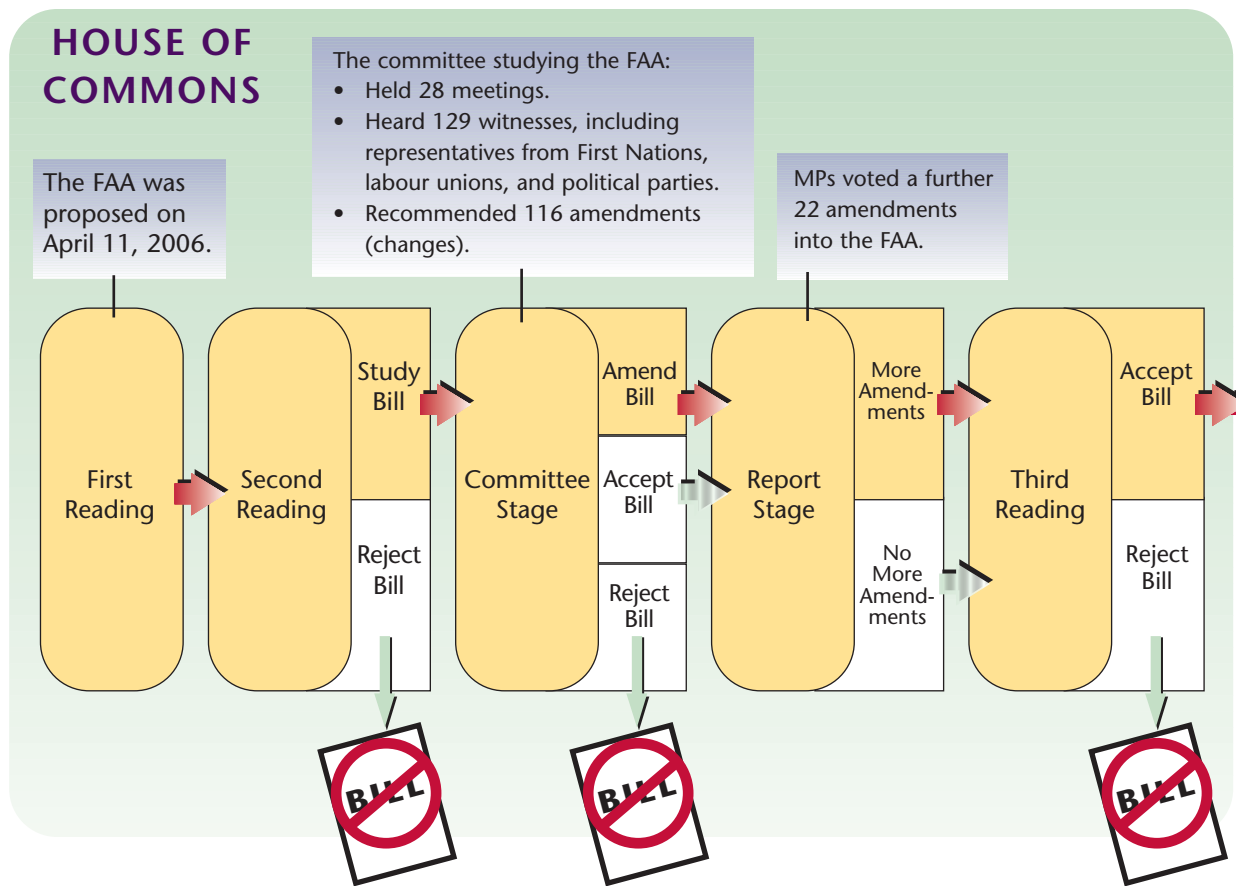 HOUSE OF
COMMONS
The FAA was
proposed on
April 11, 2006.
The committee studying the FAA:
• Held 28 meetings.
• Heard 129 witnesses, including
representatives from First Nations,
labour unions, and political parties.
• Recommended 116 amendments
(changes).
MPs voted a further
22 amendments
into the FAA.
First
Reading
Second
Reading
Study
Bill
Reject
Bill
Committee
Stage
Amend
Bill
Accept
Bill
Reject
Bill
Report
Stage
More
Amend-
ments
No
More
Amend-
ments
Third
Reading
Accept
Bill
Reject
Bill
BILL
BILL
BILL